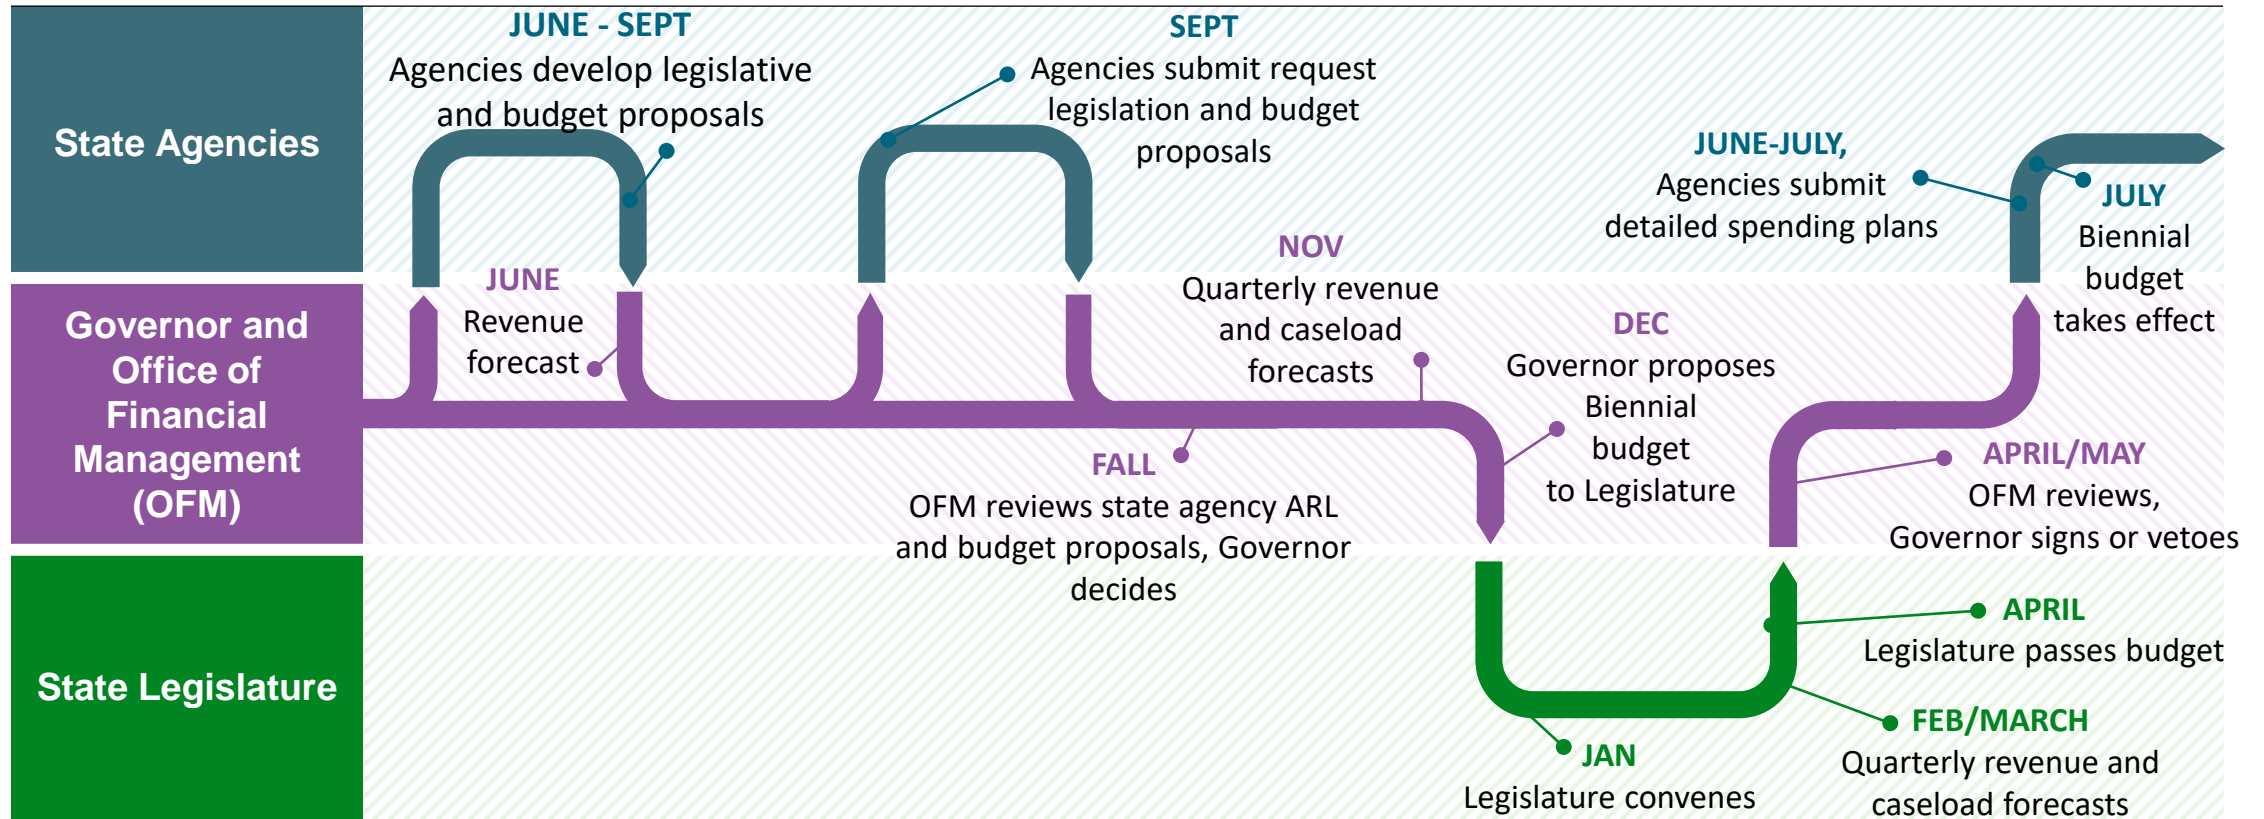 State Agencies
JUNE - SEPT
Agencies develop legislative
and budget proposals
SEPT
Agencies submit request
legislation and budget
proposals
JUNE-JULY,
Agencies submit
detailed spending plans
JULY
Biennial
budget
takes effect
Governor and
Office of
Financial
Management
(OFM)
JUNE
Revenue
forecast
NOV
Quarterly revenue
and caseload
forecasts
FALL
OFM reviews state agency ARL
and budget proposals, Governor
decides
DEC
Governor proposes
Biennial
budget
to Legislature
APRIL/MAY
OFM reviews,
Governor signs or vetoes
State Legislature
JAN
Legislature convenes
APRIL
Legislature passes budget
FEB/MARCH
Quarterly revenue and
caseload forecasts